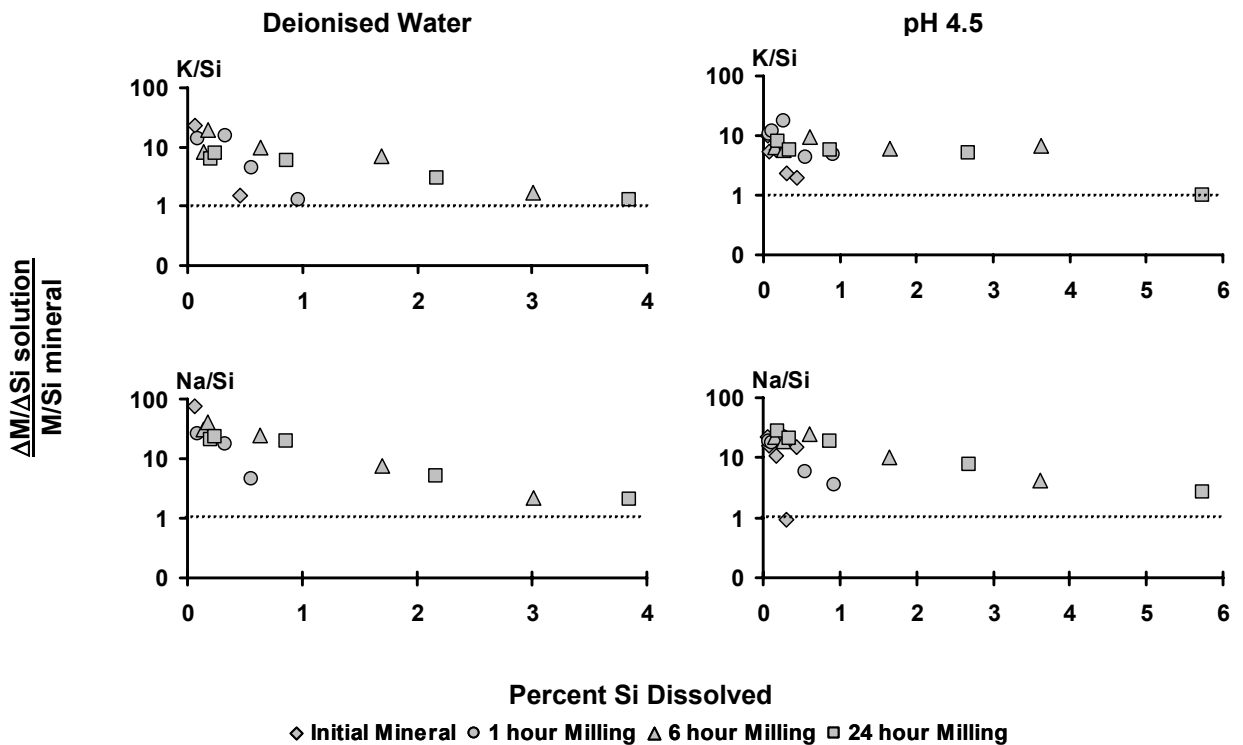 Deionised Water
pH 4.5
K/Si
100
10
1
0
0 1 2 3 4
K/Si
100
10
1
0
0 1 2 3 4 5 6
ΔM/ΔSi solution
M/Si mineral
Na/Si
100
10
1
0
0 1 2 3 4
Na/Si
100
10
1
0
0 1 2 3 4 5 6
Percent Si Dissolved
Initial Mineral 1 hour Milling 6 hour Milling 24 hour Milling